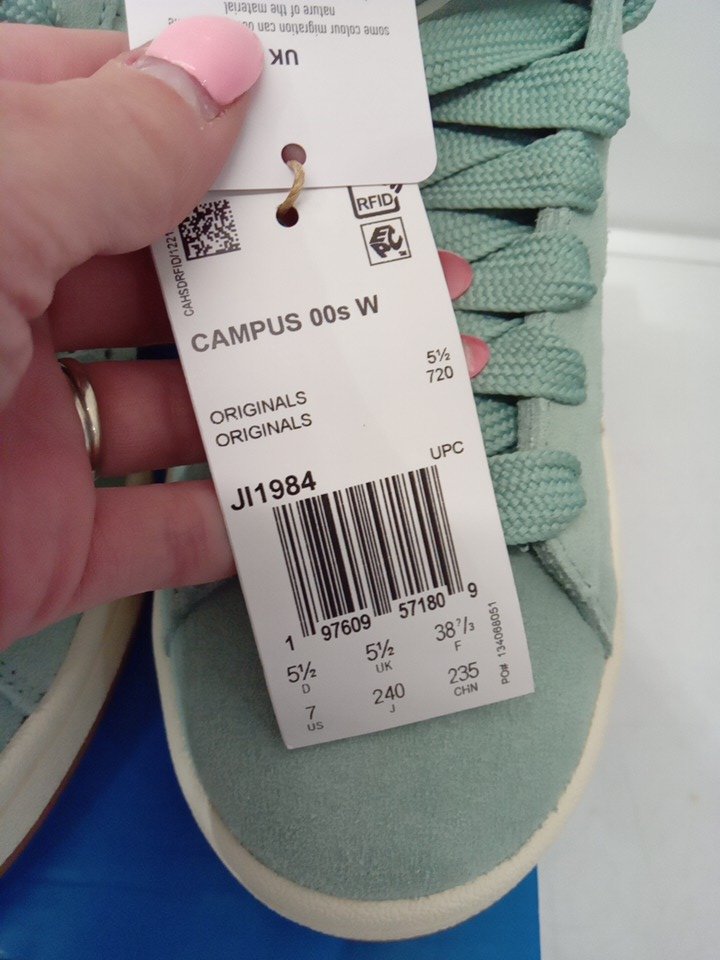 nature of the material
some colour migration can
UK
RFID
EPC
CAHSDRFID/1221
CAMPUS 00s W
5½
720
ORIGINALS
ORIGINALS
UPC
JI1984
1 97609 57180 9
5½ 5½ 38⁷/3
D UK F
7 240 235
US J CHN
PO# 134068051